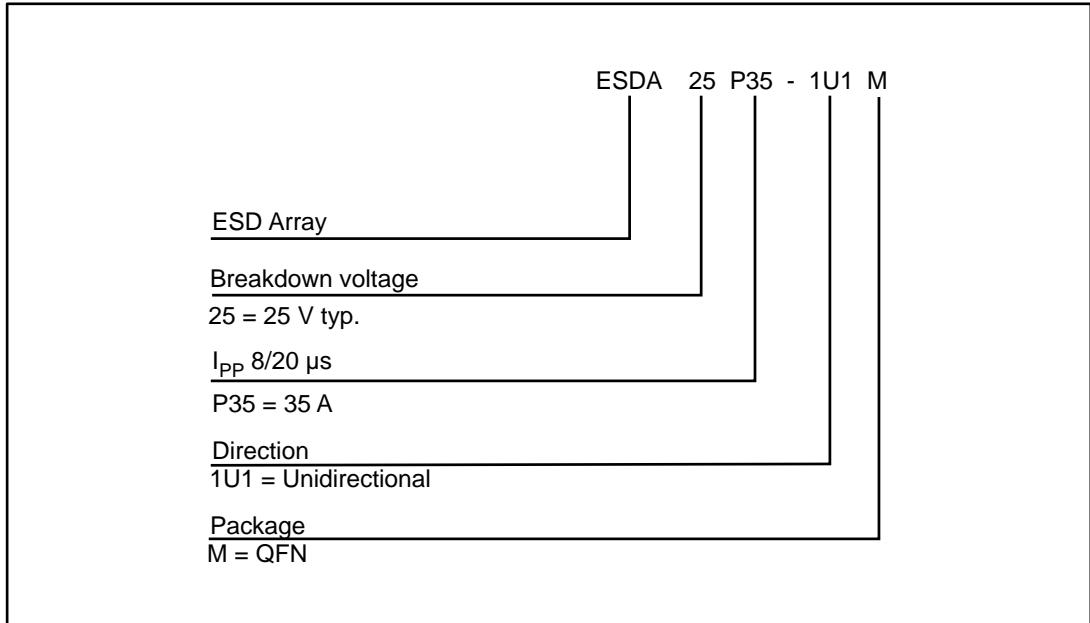 ESDA 25 P35 - 1U1 M
ESD Array
Breakdown voltage
25 = 25 V typ.
IPP 8/20 µs
P35 = 35 A
Direction
1U1 = Unidirectional
Package
M = QFN